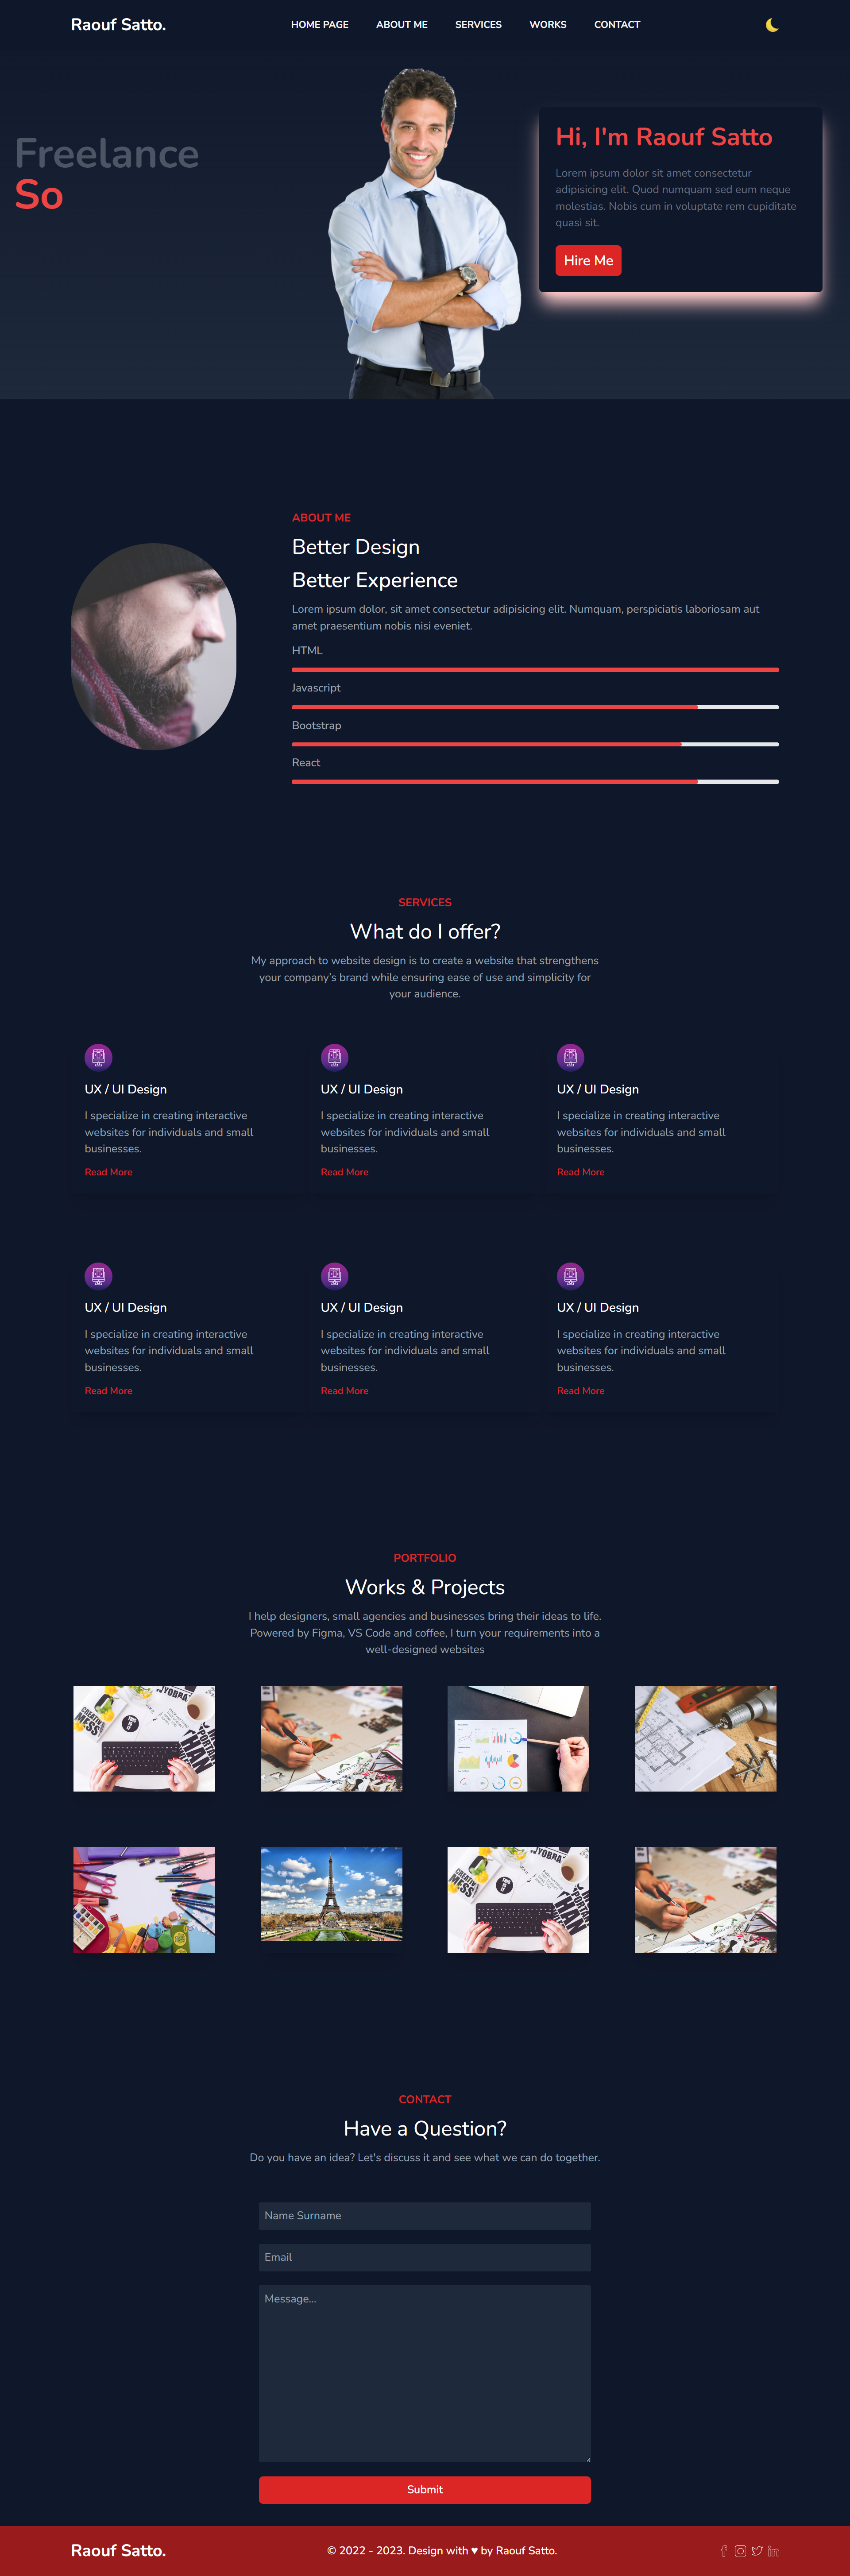 Raouf Satto.
HOME PAGE
ABOUT ME
SERVICES
WORKS
CONTACT
Freelance
So
Hi, I'm Raouf Satto
Lorem ipsum dolor sit amet consectetur
adipisicing elit. Quod numquam sed eum neque
molestias. Nobis cum in voluptate rem cupiditate
quasi sit.
Hire Me
ABOUT ME
Better Design
Better Experience
Lorem ipsum dolor, sit amet consectetur adipisicing elit. Numquam, perspiciatis laboriosam aut
amet praesentium nobis nisi eveniet.
HTML
Javascript
Bootstrap
React
SERVICES
What do I offer?
My approach to website design is to create a website that strengthens
your company's brand while ensuring ease of use and simplicity for
your audience.
UX / UI Design
I specialize in creating interactive
websites for individuals and small
businesses.
Read More
UX / UI Design
I specialize in creating interactive
websites for individuals and small
businesses.
Read More
UX / UI Design
I specialize in creating interactive
websites for individuals and small
businesses.
Read More
UX / UI Design
I specialize in creating interactive
websites for individuals and small
businesses.
Read More
UX / UI Design
I specialize in creating interactive
websites for individuals and small
businesses.
Read More
UX / UI Design
I specialize in creating interactive
websites for individuals and small
businesses.
Read More
PORTFOLIO
Works & Projects
I help designers, small agencies and businesses bring their ideas to life.
Powered by Figma, VS Code and coffee, I turn your requirements into a
well-designed websites
CONTACT
Have a Question?
Do you have an idea? Let's discuss it and see what we can do together.
Name Surname
Email
Message...
Submit
Raouf Satto.
© 2022 - 2023. Design with ♥ by Raouf Satto.